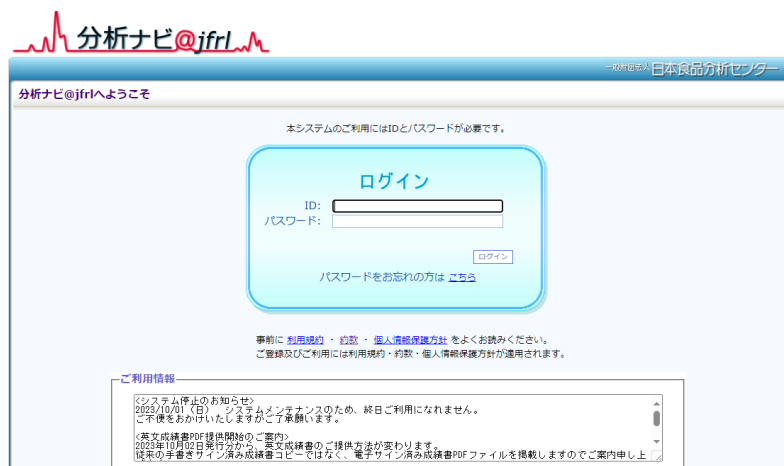 分析ナビ@jfrl
一般財団法人 日本食品分析センター
分析ナビ@jfrlへようこそ
本システムのご利用にはIDとパスワードが必要です。
ログイン
ID:
パスワード:
ログイン
パスワードをお忘れの方は こちら
事前に 利用規約 ・ 約款 ・ 個人情報保護方針 をよくお読みください。
ご登録及びご利用には利用規約・約款・個人情報保護方針が適用されます。
ご利用情報
<システム停止のお知らせ>
2023/10/01（日） システムメンテナンスのため、終日ご利用になれません。
ご不便をおかけいたしますがご了承願います。
<英文成績書PDF提供開始のご案内>
2023年10月02日発行分から、英文成績書のご提供方法が変わります。
従来の手書きサイン済み成績書コピーではなく、電子サイン済み成績書PDFファイルを掲載しますのでご案内申し上